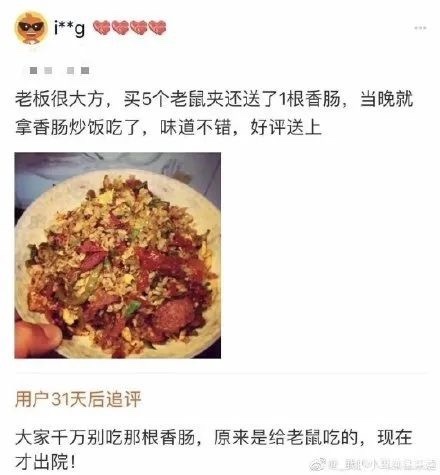 i**g
老板很大方，买5个老鼠夹还送了1根香肠，当晚就
拿香肠炒饭吃了，味道不错，好评送上
用户31天后追评
大家千万别吃那根香肠，原来是给老鼠吃的，现在
才出院！